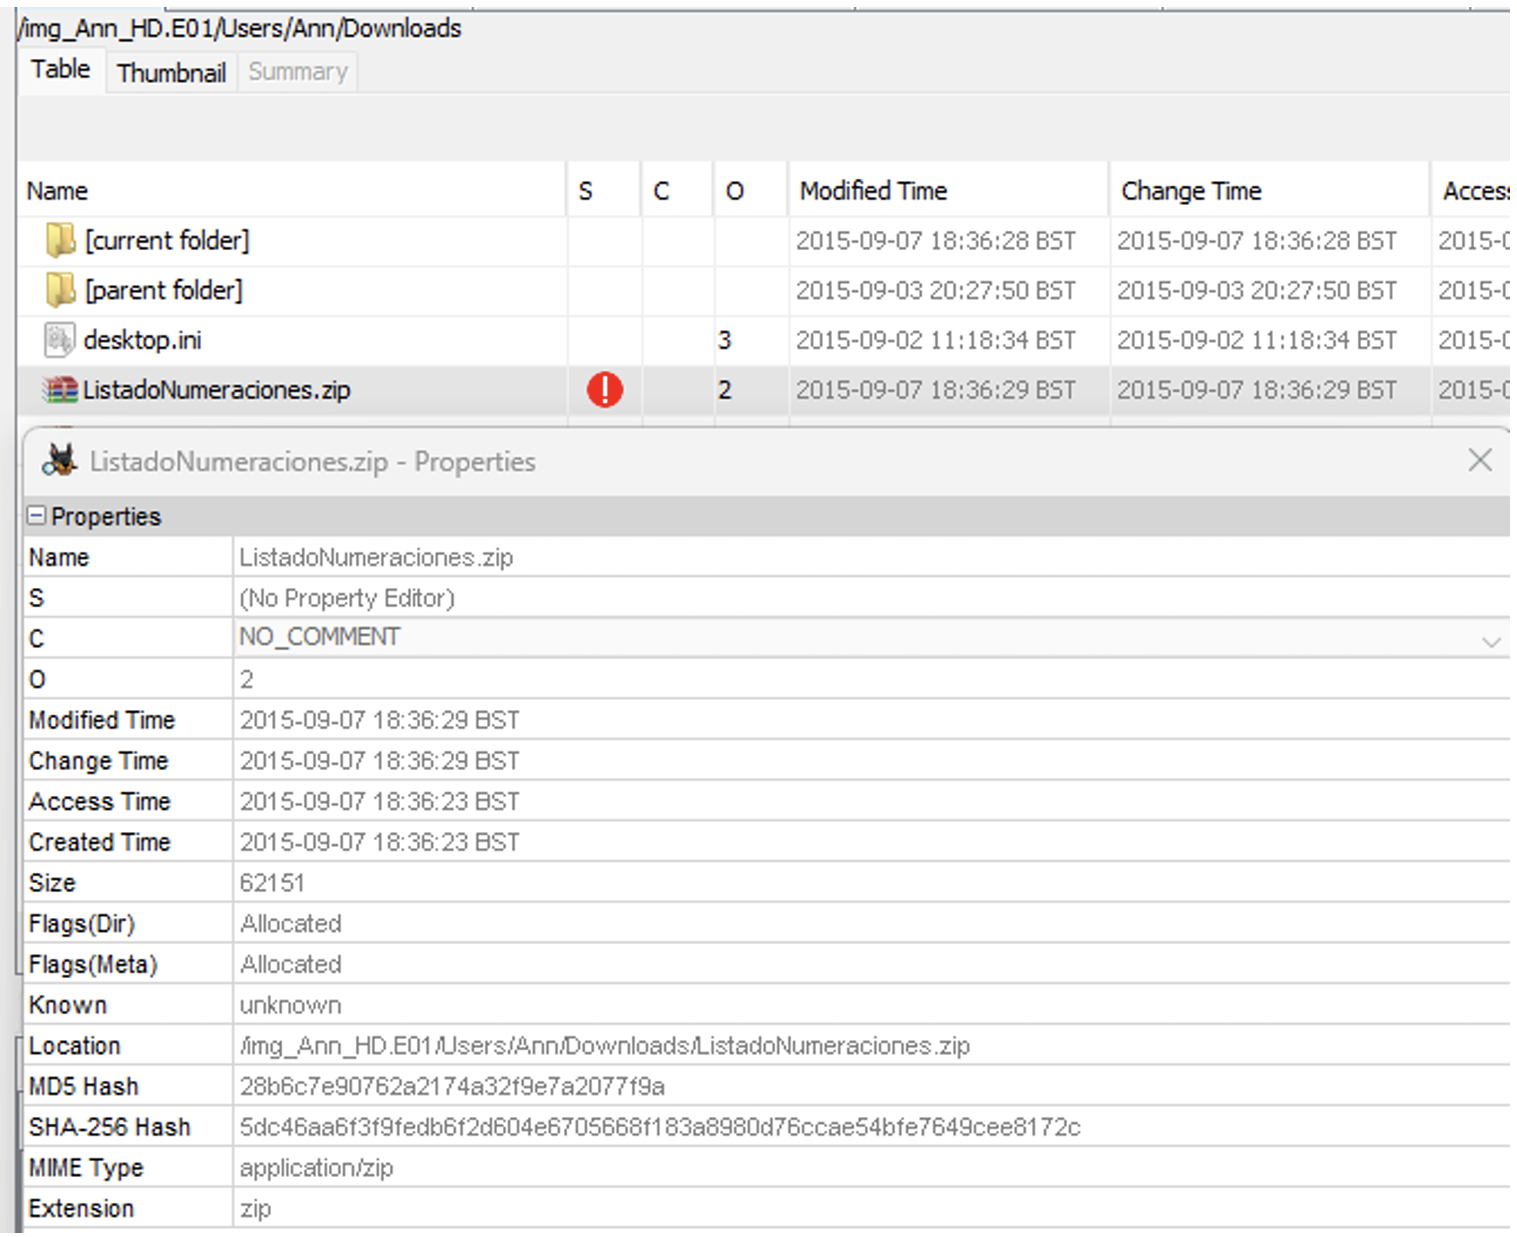 /img_Ann_HD.E01/Users/Ann/Downloads
Table Thumbnail Summary
Name S C O Modified Time Change Time Acces
[current folder] 2015-09-07 18:36:28 BST 2015-09-07 18:36:28 BST 2015-0
[parent folder] 2015-09-03 20:27:50 BST 2015-09-03 20:27:50 BST 2015-0
desktop.ini 3 2015-09-02 11:18:34 BST 2015-09-02 11:18:34 BST 2015-0
ListadoNumeraciones.zip 2 2015-09-07 18:36:29 BST 2015-09-07 18:36:29 BST 2015-0
ListadoNumeraciones.zip - Properties
Properties
Name ListadoNumeraciones.zip
S (No Property Editor)
C NO_COMMENT
O 2
Modified Time 2015-09-07 18:36:29 BST
Change Time 2015-09-07 18:36:29 BST
Access Time 2015-09-07 18:36:23 BST
Created Time 2015-09-07 18:36:23 BST
Size 62151
Flags(Dir) Allocated
Flags(Meta) Allocated
Known unknown
Location /img_Ann_HD.E01/Users/Ann/Downloads/ListadoNumeraciones.zip
MD5 Hash 28b6c7e90762a2174a32f9e7a2077f9a
SHA-256 Hash 5dc46aa6f3f9fedb6f2d604e6705668f183a8980d76ccae54bfe7649cee8172c
MIME Type application/zip
Extension zip